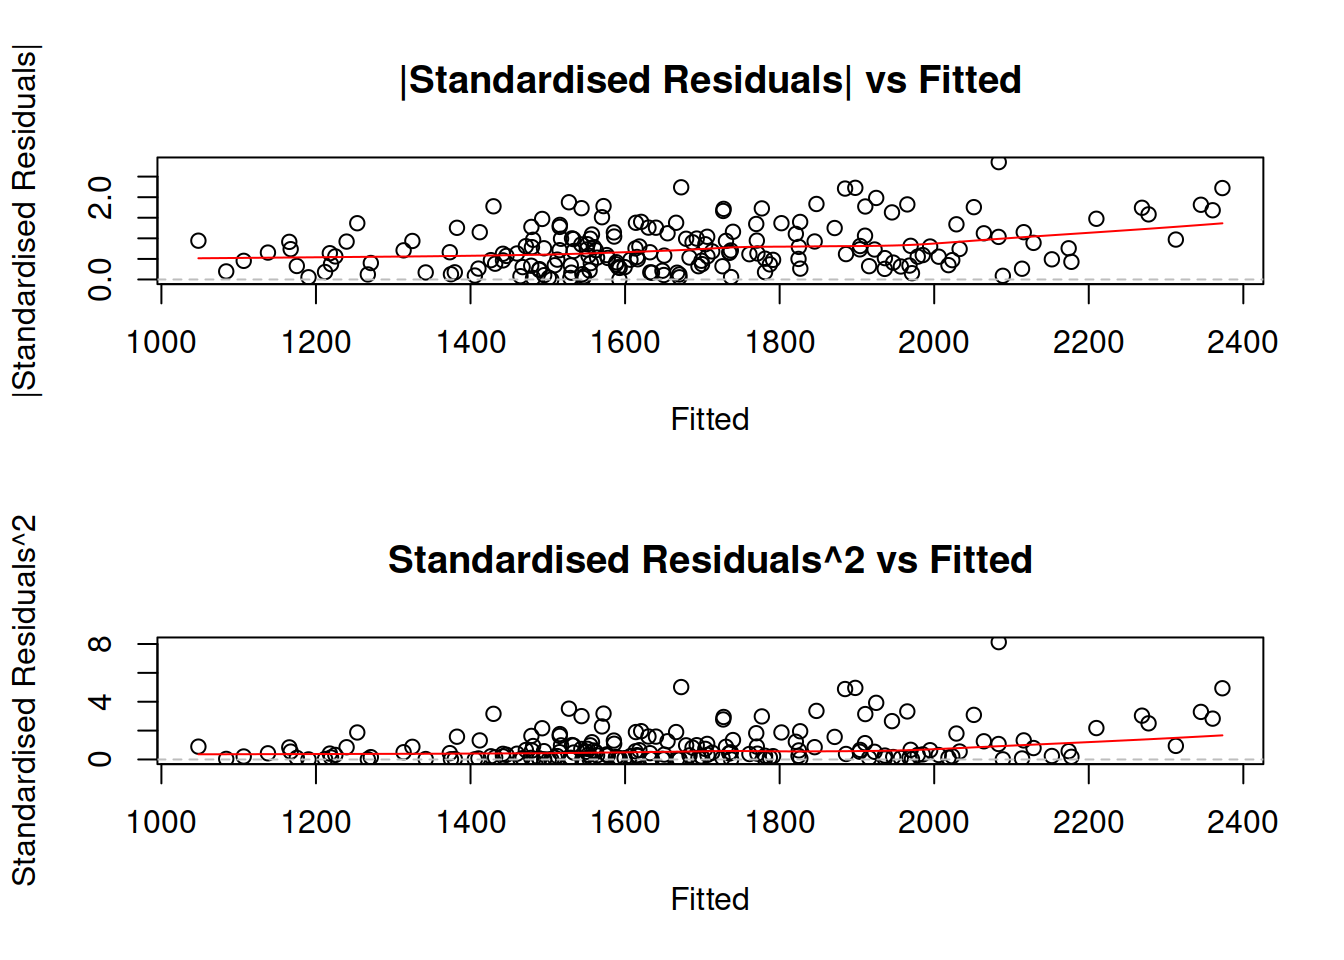 |Standardised Residuals| vs Fitted
|Standardised Residuals|
2.0
0.0
1000 1200 1400 1600 1800 2000 2200 2400
Fitted
Standardised Residuals^2 vs Fitted
Standardised Residuals^2
8
4
0
1000 1200 1400 1600 1800 2000 2200 2400
Fitted